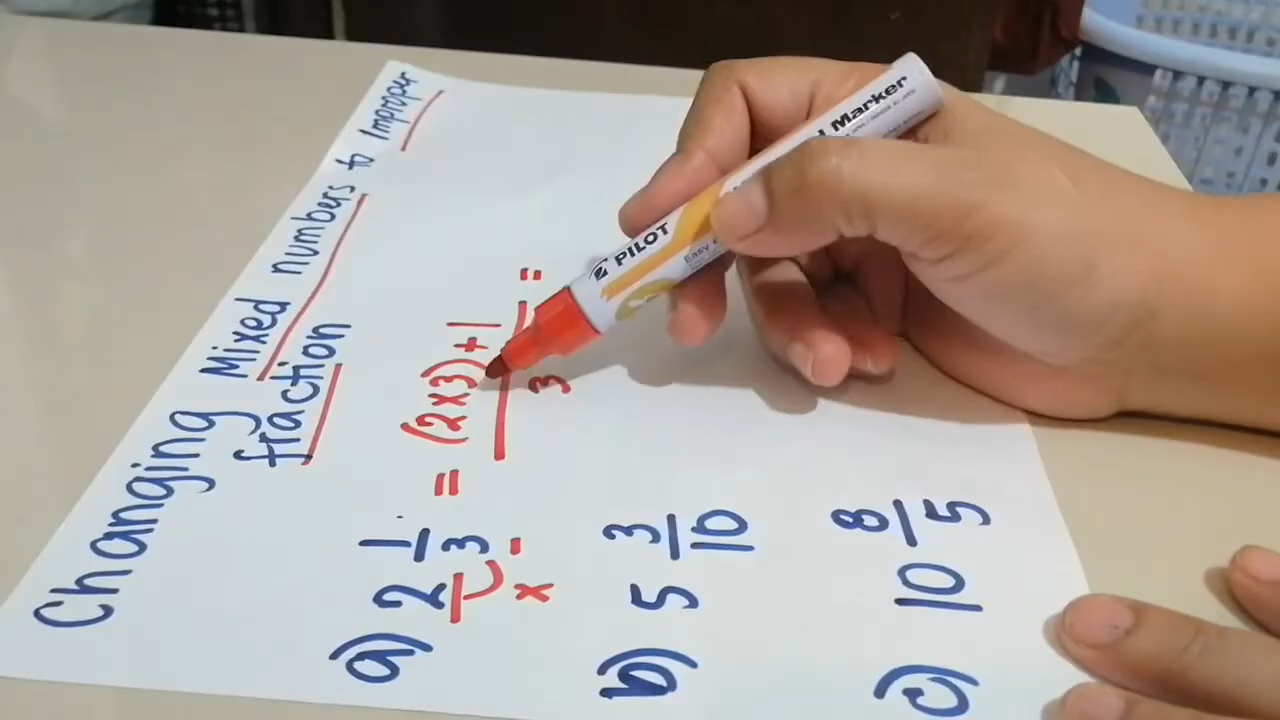 Changing Mixed numbers to Improper
fraction
a) 2 1/3 = (2x3)+1/3 =
x
b) 5 3/10
c) 10 8/5
PILOT
Marker
Easy